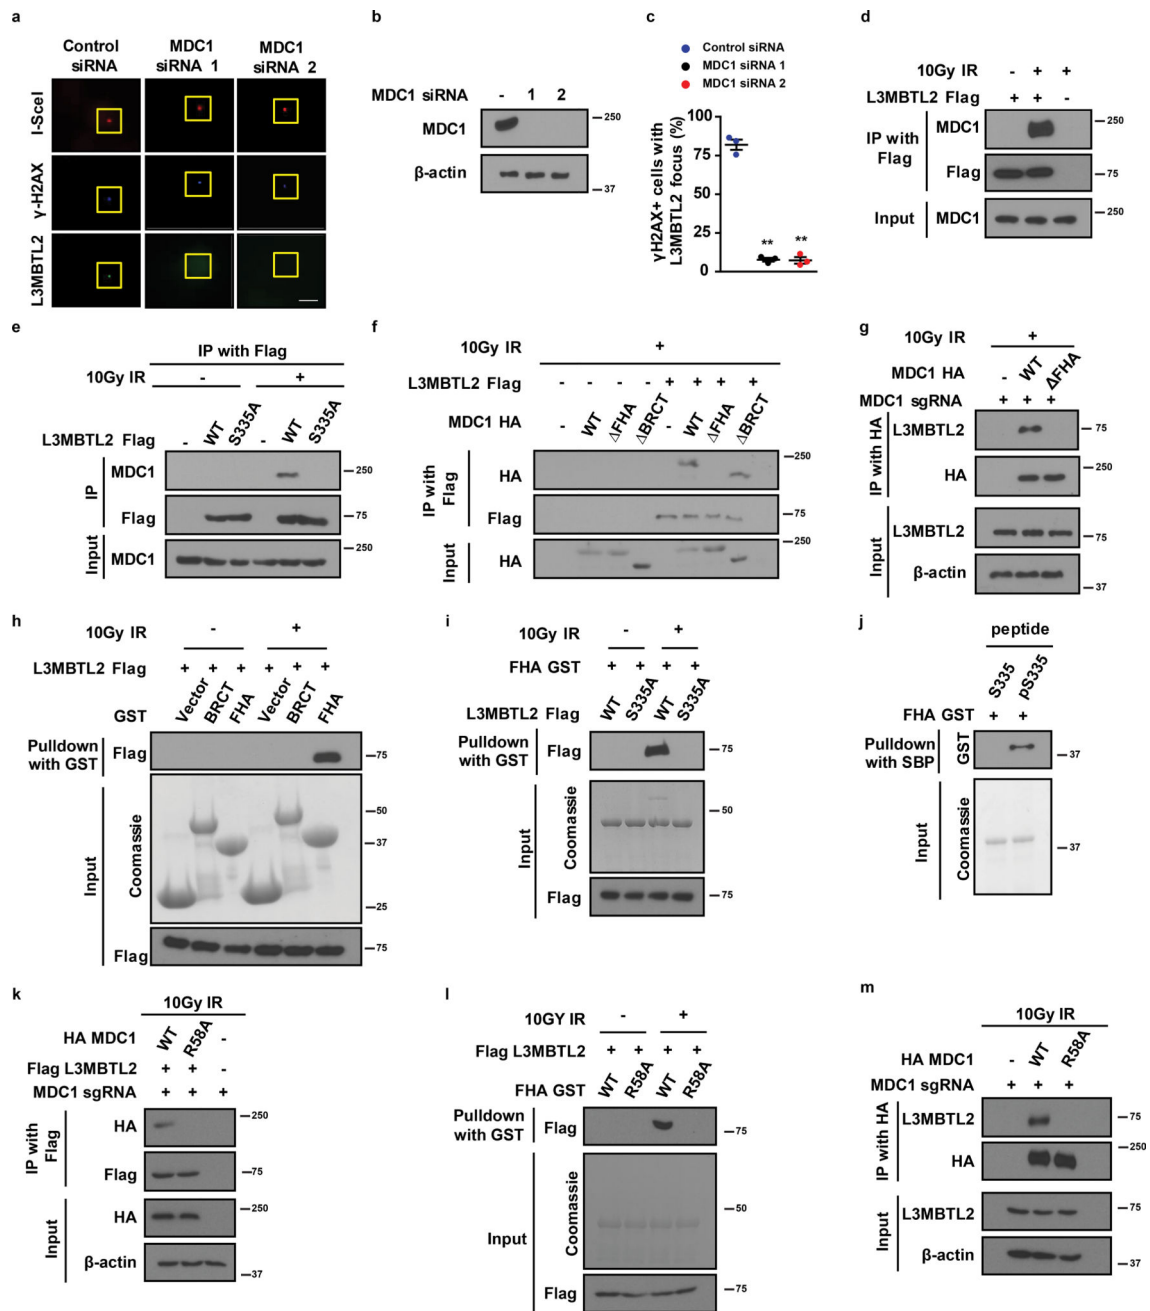 a
Control siRNA
MDC1 siRNA 1
MDC1 siRNA 2
I-SceI
γ-H2AX
L3MBTL2
b
MDC1 siRNA - 1 2
MDC1
250
β-actin
37
c
Control siRNA
MDC1 siRNA 1
MDC1 siRNA 2
γH2AX+ cells with L3MBTL2 focus (%)
100
75
50
25
0
** **
d
10Gy IR - + +
L3MBTL2 Flag + + -
IP with Flag
MDC1
250
Flag
75
Input
MDC1
250
e
IP with Flag
10Gy IR - +
L3MBTL2 Flag - WT S335A - WT S335A
IP
MDC1
250
Flag
75
Input
MDC1
250
f
10Gy IR +
L3MBTL2 Flag - - - - + + + +
MDC1 HA - WT ΔFHA ΔBRCT - WT ΔFHA ΔBRCT
IP with Flag
HA
250
Flag
75
Input
HA
250
g
10Gy IR +
MDC1 HA - WT ΔFHA
MDC1 sgRNA + + +
IP with HA
L3MBTL2
75
HA
250
Input
L3MBTL2
75
β-actin
37
h
10Gy IR - +
L3MBTL2 Flag + + + + + +
GST Vector BRCT FHA Vector BRCT FHA
Pulldown with GST
Flag
75
Input
Coomassie
50
37
25
Flag
75
i
10Gy IR - +
FHA GST + + + +
L3MBTL2 Flag WT S335A WT S335A
Pulldown with GST
Flag
75
Input
Coomassie
50
Flag
75
j
peptide
S335 pS335
FHA GST + +
Pulldown with SBP
GST
37
Input
Coomassie
37
k
10Gy IR
HA MDC1 WT R58A -
Flag L3MBTL2 + + -
MDC1 sgRNA + + +
IP with Flag
HA
250
Flag
75
Input
HA
250
β-actin
37
l
10GY IR - +
Flag L3MBTL2 + + + +
FHA GST WT R58A WT R58A
Pulldown with GST
Flag
75
Input
Coomassie
50
Flag
75
m
10Gy IR
HA MDC1 - WT R58A
MDC1 sgRNA + + +
IP with HA
L3MBTL2
75
HA
250
Input
L3MBTL2
75
β-actin
37